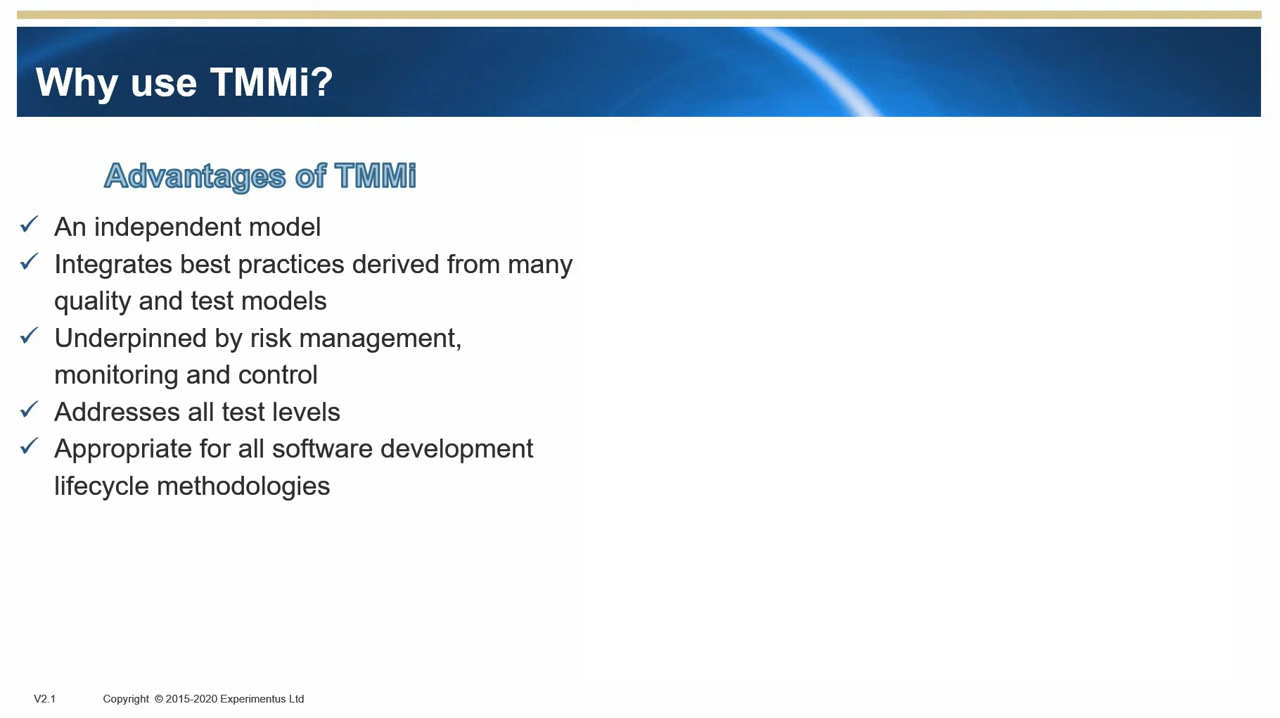 Why use TMMi?
Advantages of TMMi
✓ An independent model
✓ Integrates best practices derived from many
quality and test models
✓ Underpinned by risk management,
monitoring and control
✓ Addresses all test levels
✓ Appropriate for all software development
lifecycle methodologies
V2.1 Copyright © 2015-2020 Experimentus Ltd